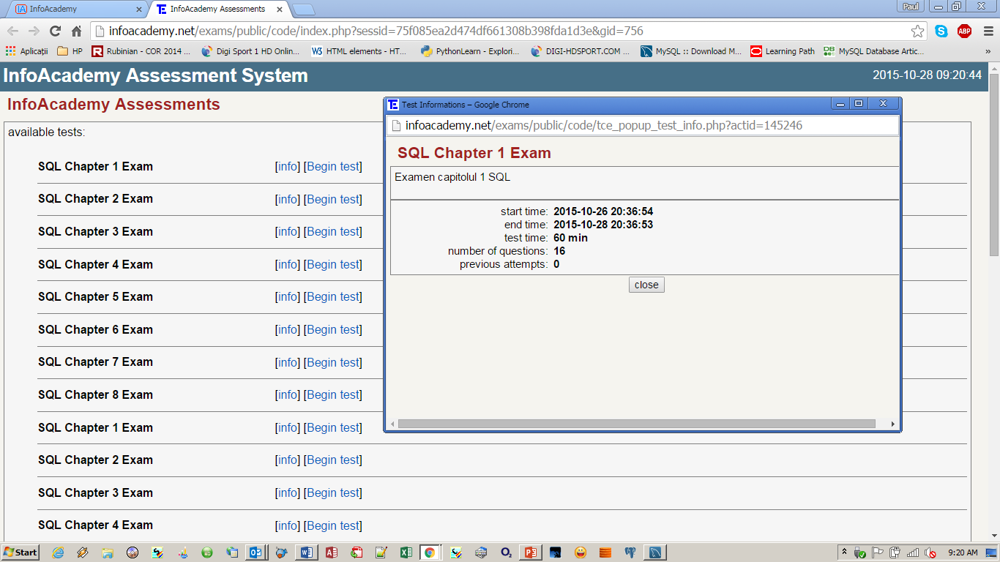 InfoAcademy
InfoAcademy Assessments
Paul
infoacademy.net/exams/public/code/index.php?sessid=75f085ea2d474df661308b398fda1d3e&gid=756
ABP
Aplicații
HP
Rubinian - COR 2014 ...
Digi Sport 1 HD Online...
HTML elements - HT...
PythonLearn - Explori...
DIGI-HDSPORT.COM ...
MySQL :: Download M...
Learning Path
MySQL Database Artic...
»
InfoAcademy Assessment System
2015-10-28 09:20:44
InfoAcademy Assessments
available tests:
SQL Chapter 1 Exam [info] [Begin test]
SQL Chapter 2 Exam [info] [Begin test]
SQL Chapter 3 Exam [info] [Begin test]
SQL Chapter 4 Exam [info] [Begin test]
SQL Chapter 5 Exam [info] [Begin test]
SQL Chapter 6 Exam [info] [Begin test]
SQL Chapter 7 Exam [info] [Begin test]
SQL Chapter 8 Exam [info] [Begin test]
SQL Chapter 1 Exam [info] [Begin test]
SQL Chapter 2 Exam [info] [Begin test]
SQL Chapter 3 Exam [info] [Begin test]
SQL Chapter 4 Exam [info] [Begin test]
Test Informations – Google Chrome
infoacademy.net/exams/public/code/tce_popup_test_info.php?actid=145246
SQL Chapter 1 Exam
Examen capitolul 1 SQL
start time: 2015-10-26 20:36:54
end time: 2015-10-28 20:36:53
test time: 60 min
number of questions: 16
previous attempts: 0
close
Start
9:20 AM